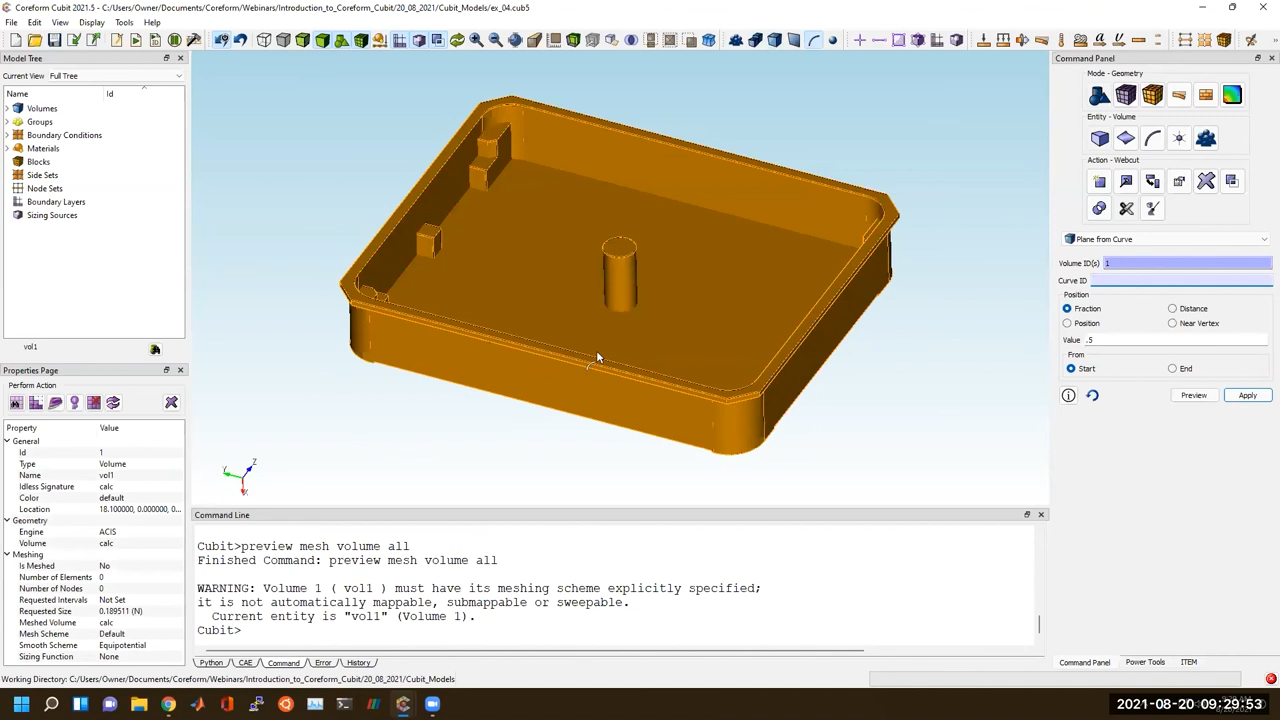 Coreform Cubit 2021.5 - C:/Users/Owner/Documents/Coreform/Webinars/Introduction_to_Coreform_Cubit/20_08_2021/Cubit_Models/ex_04.cub5
File Edit View Display Tools Help
Model Tree
Current View Full Tree
Name Id
Volumes
Groups
Boundary Conditions
Materials
Blocks
Side Sets
Node Sets
Boundary Layers
Sizing Sources
vol1
Properties Page
Perform Action
Property Value
General
Id 1
Type Volume
Name vol1
Idless Signature calc
Color default
Location 18.100000, 0.000000, 0...
Geometry
Engine ACIS
Volume calc
Meshing
Is Meshed No
Number of Elements 0
Number of Nodes 0
Requested Intervals Not Set
Requested Size 0.189511 (N)
Meshed Volume calc
Mesh Scheme Default
Smooth Scheme Equipotential
Sizing Function None
Z
Y
X
Command Line
Cubit>preview mesh volume all
Finished Command: preview mesh volume all
WARNING: Volume 1 ( vol1 ) must have its meshing scheme explicitly specified;
it is not automatically mappable, submappable or sweepable.
Current entity is "vol1" (Volume 1).
Cubit>
Python CAE Command Error History
Command Panel
Mode - Geometry
Entity - Volume
Action - Webcut
Plane from Curve
Volume ID(s) 1
Curve ID
Position
Fraction Distance
Position Near Vertex
Value .5
From
Start End
Preview Apply
Command Panel Power Tools ITEM
Working Directory: C:/Users/Owner/Documents/Coreform/Webinars/Introduction_to_Coreform_Cubit/20_08_2021/Cubit_Models
2021-08-20 09:29:53